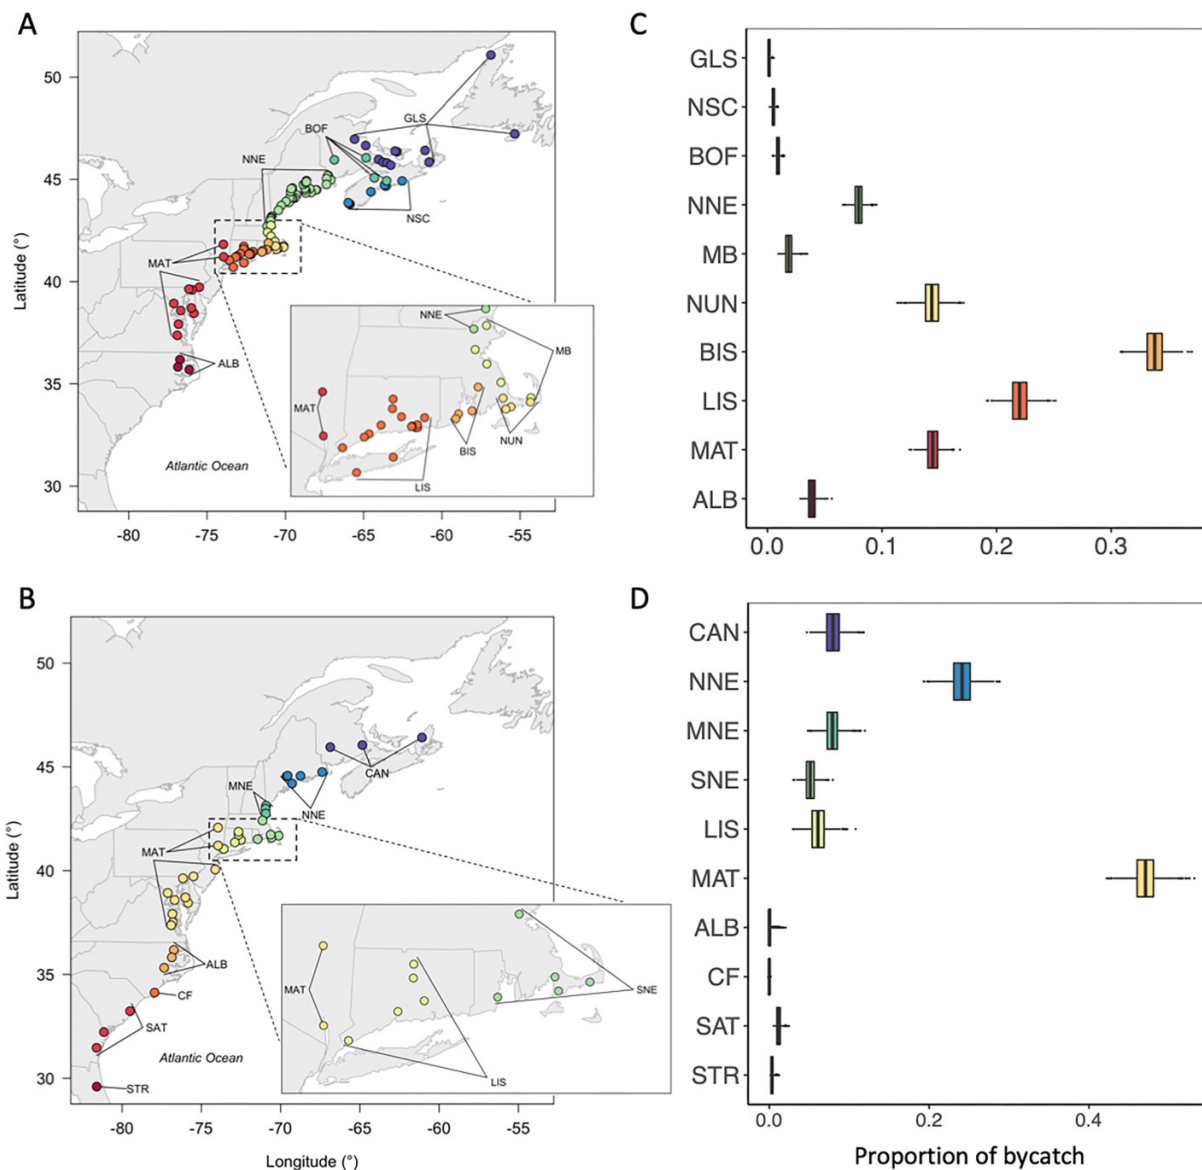 A
50
45
40
35
30
Latitude (°)
GLS
BOF
NNE
NSC
MAT
ALB
Atlantic Ocean
NNE
MB
MAT
NUN
BIS
LIS
-80
-75
-70
-65
-60
-55
C
GLS
NSC
BOF
NNE
MB
NUN
BIS
LIS
MAT
ALB
0.0
0.1
0.2
0.3
B
50
45
40
35
30
Latitude (°)
CAN
MNE
NNE
MAT
ALB
CF
SAT
Atlantic Ocean
STR
MAT
SNE
LIS
-80
-75
-70
-65
-60
-55
Longitude (°)
D
CAN
NNE
MNE
SNE
LIS
MAT
ALB
CF
SAT
STR
0.0
0.2
0.4
Proportion of bycatch